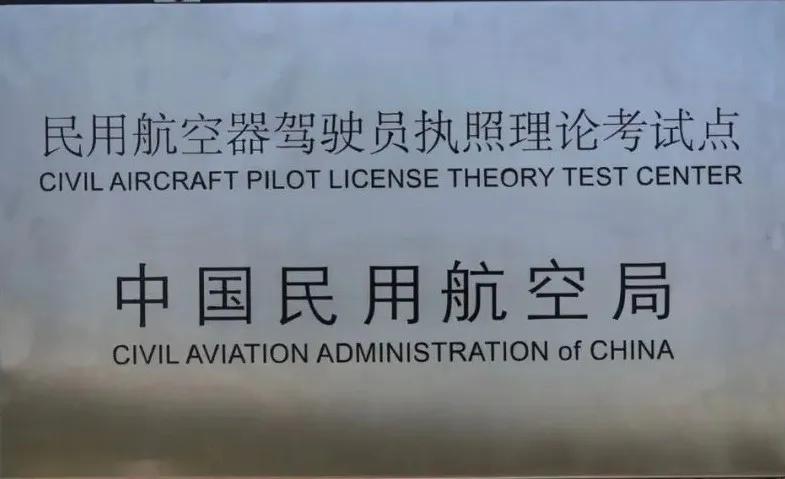 民用航空器驾驶员执照理论考试点
CIVIL AIRCRAFT PILOT LICENSE THEORY TEST CENTER
中国民用航空局
CIVIL AVIATION ADMINISTRATION of CHINA